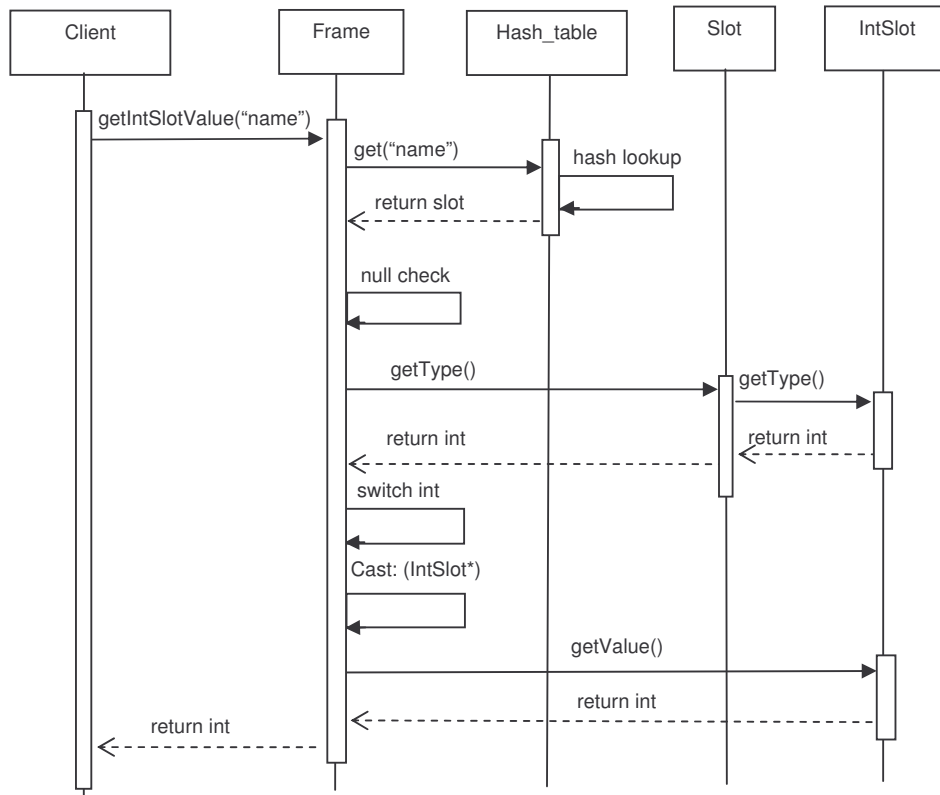 Client
Frame
Hash_table
Slot
IntSlot
getIntSlotValue(“name”)
get(“name”)
hash lookup
return slot
null check
getType()
getType()
return int
return int
switch int
Cast: (IntSlot*)
getValue()
return int
return int